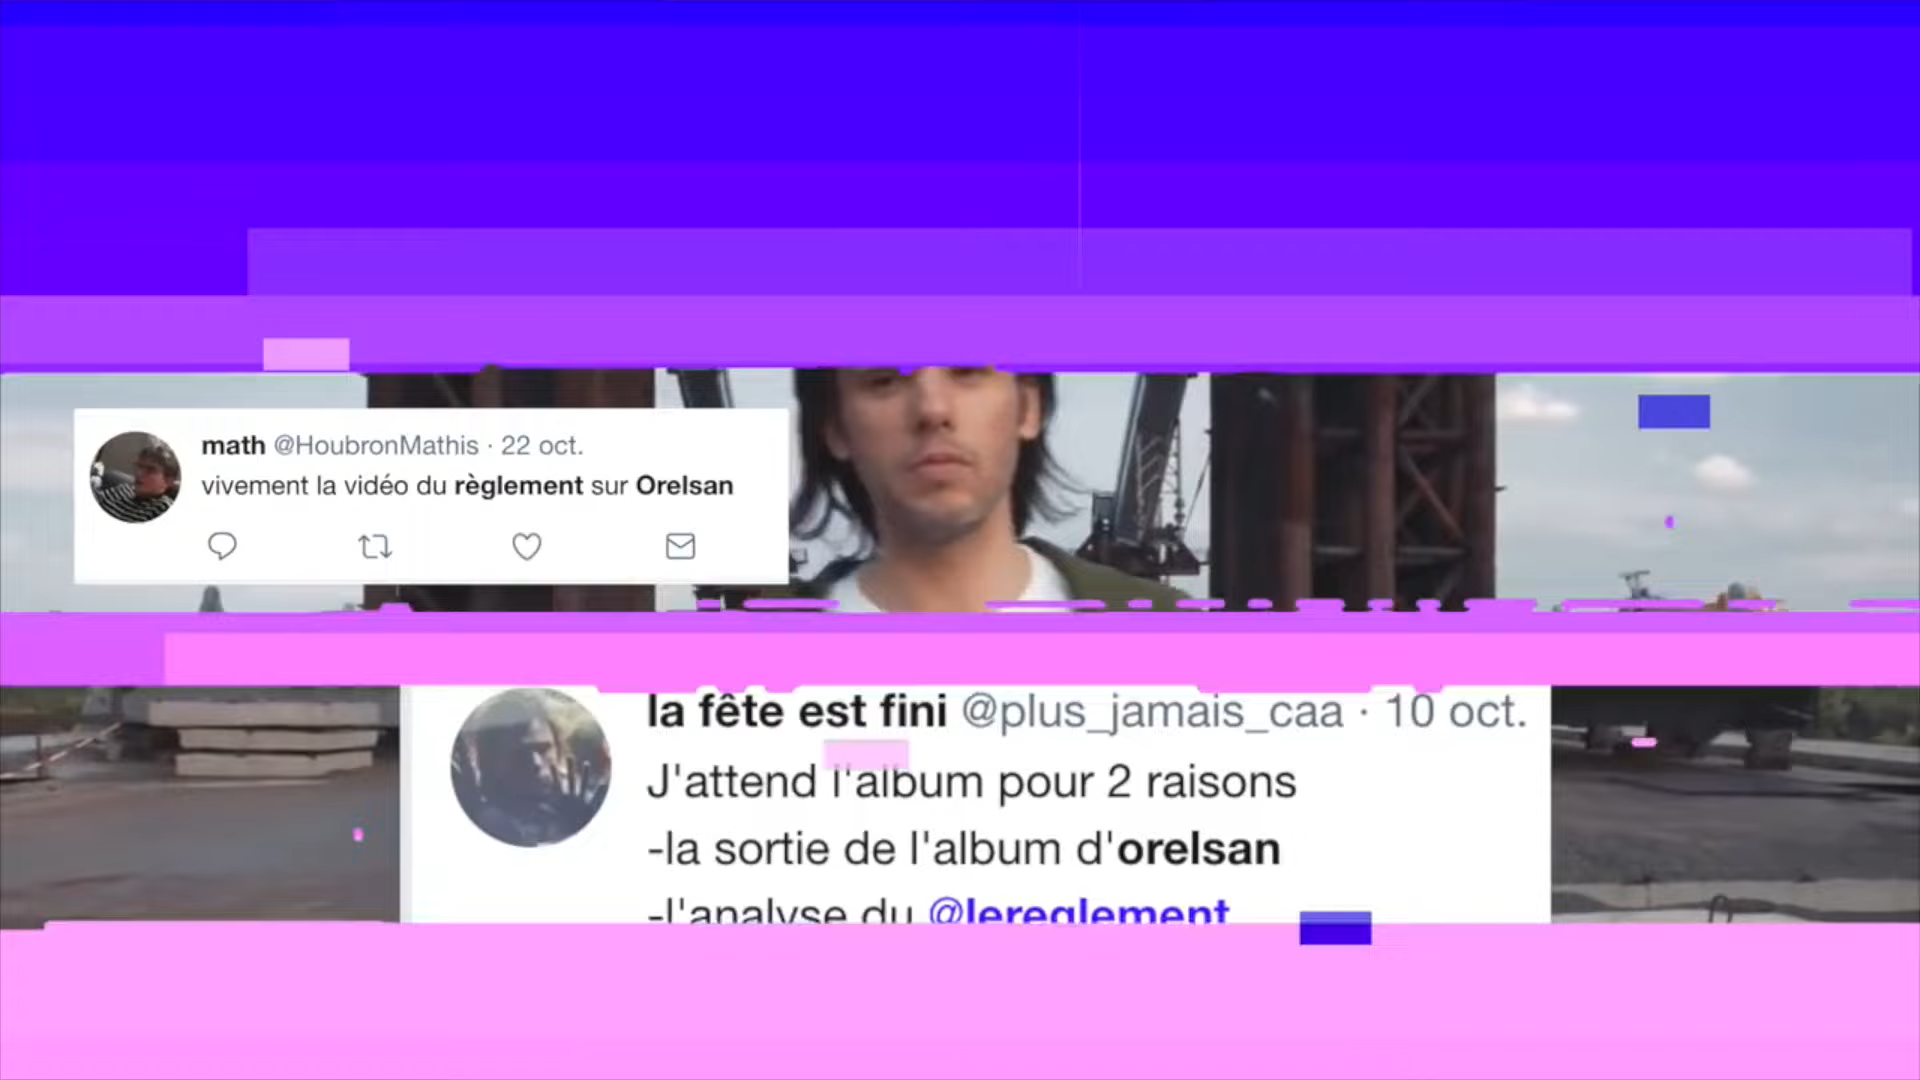 math @HoubronMathis · 22 oct.
vivement la vidéo du règlement sur Orelsan
la fête est fini @plus_jamais_caa · 10 oct.
J'attend l'album pour 2 raisons
-la sortie de l'album d'orelsan
-l'analyse du @lereglement